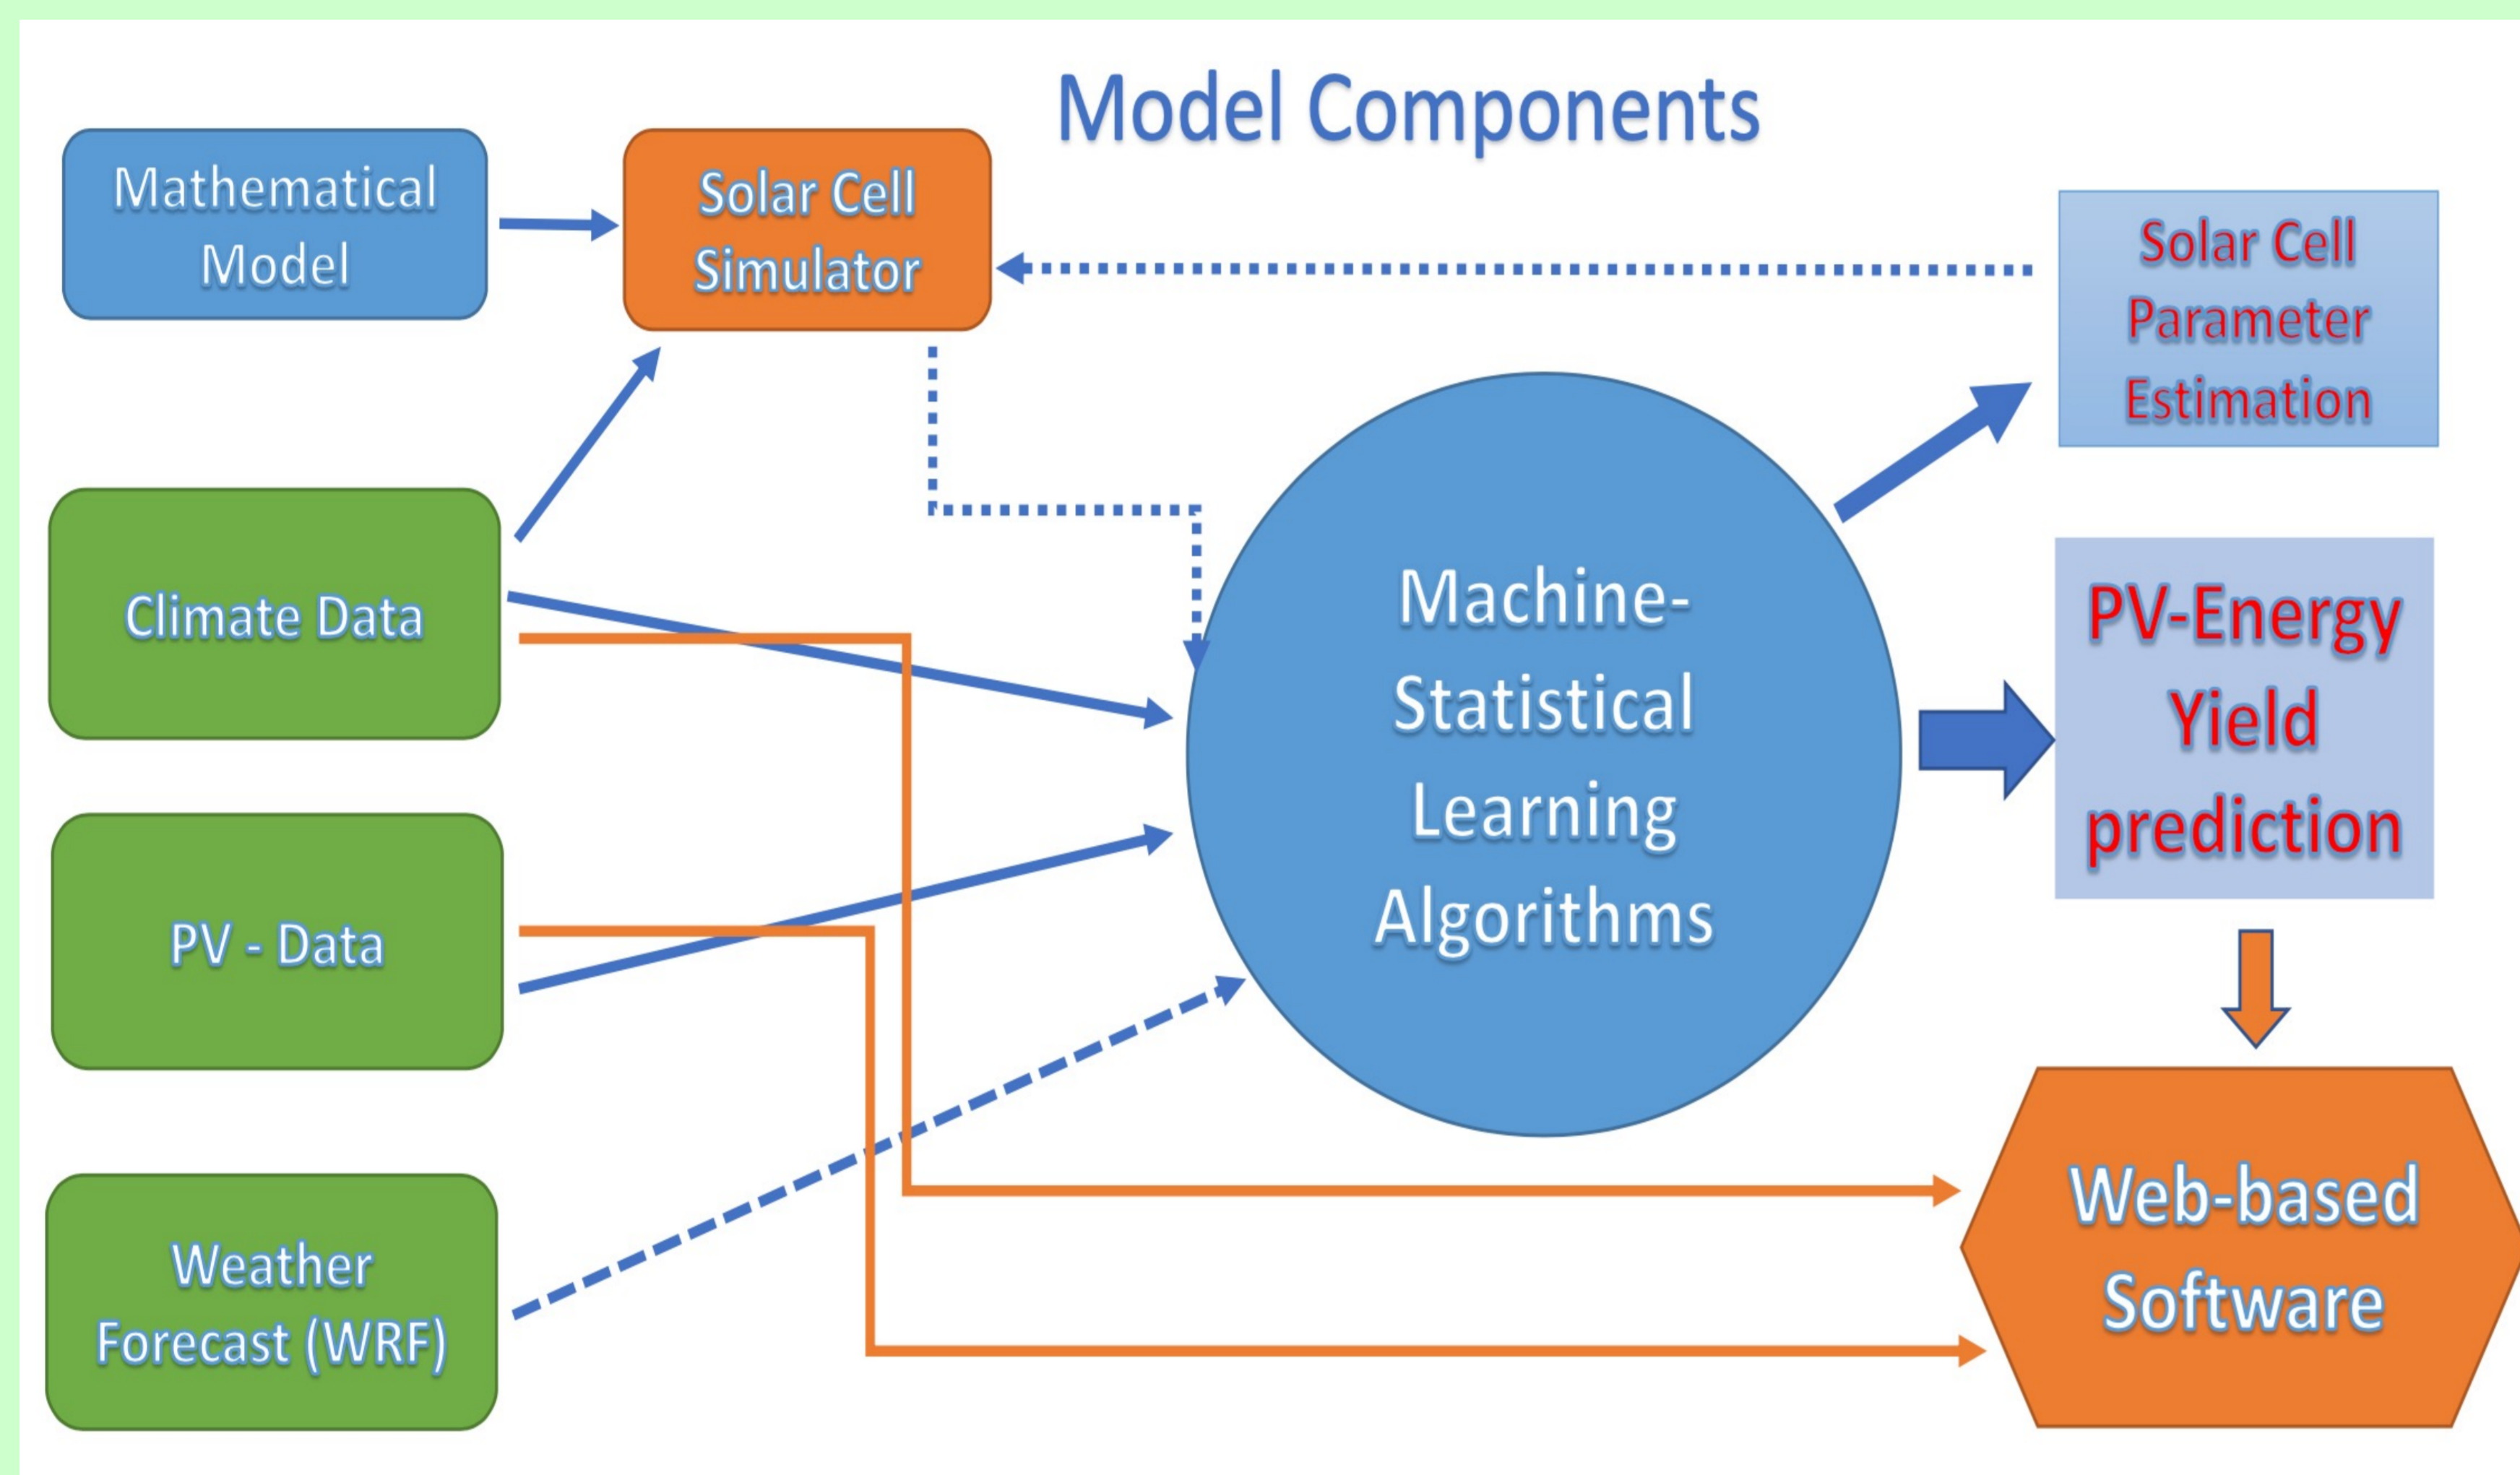 Model Components
Mathematical
Model
Solar Cell
Simulator
Solar Cell
Parameter
Estimation
Climate Data
Machine-
Statistical
Learning
Algorithms
PV-Energy
Yield
prediction
PV - Data
Weather
Forecast (WRF)
Web-based
Software